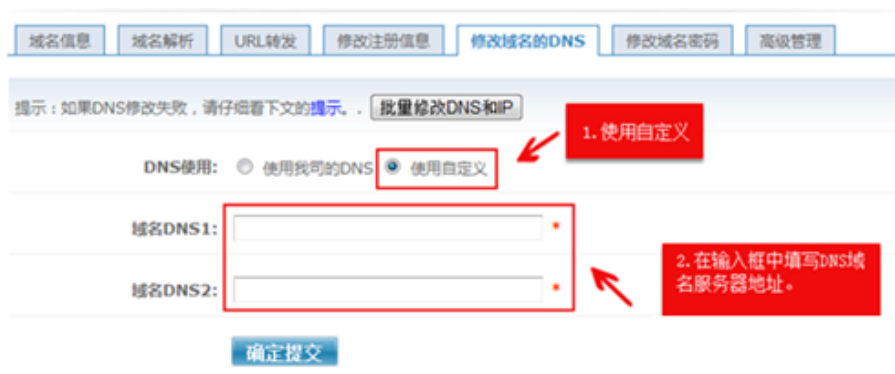 域名信息 域名解析 URL转发 修改注册信息 修改域名的DNS 修改域名密码 高级管理
提示：如果DNS修改失败，请仔细看下文的提示。. 批量修改DNS和IP
1.使用自定义
DNS使用: 使用我司的DNS 使用自定义
域名DNS1: *
2.在输入框中填写DNS域
名服务器地址。
域名DNS2: *
确定提交